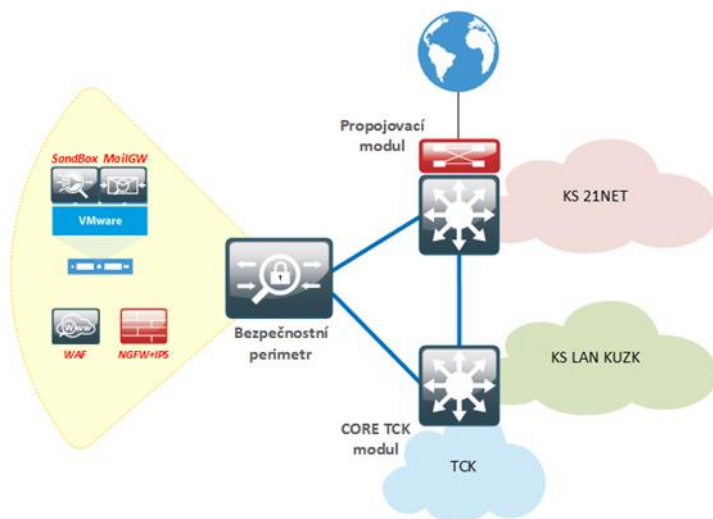 Propojovací
modul
SandBox MailGW
VMware
KS 21NET
WAF
Www
NGFW+IPS
Bezpečnostní
perimetr
KS LAN KUZK
CORE TCK
modul
TCK